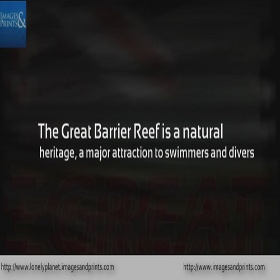 IMAGES&
PRINTS
The Great Barrier Reef is a natural
heritage, a major attraction to swimmers and divers
http://www.lonelyplanet.imagesandprints.com
http://www.imagesandprints.com